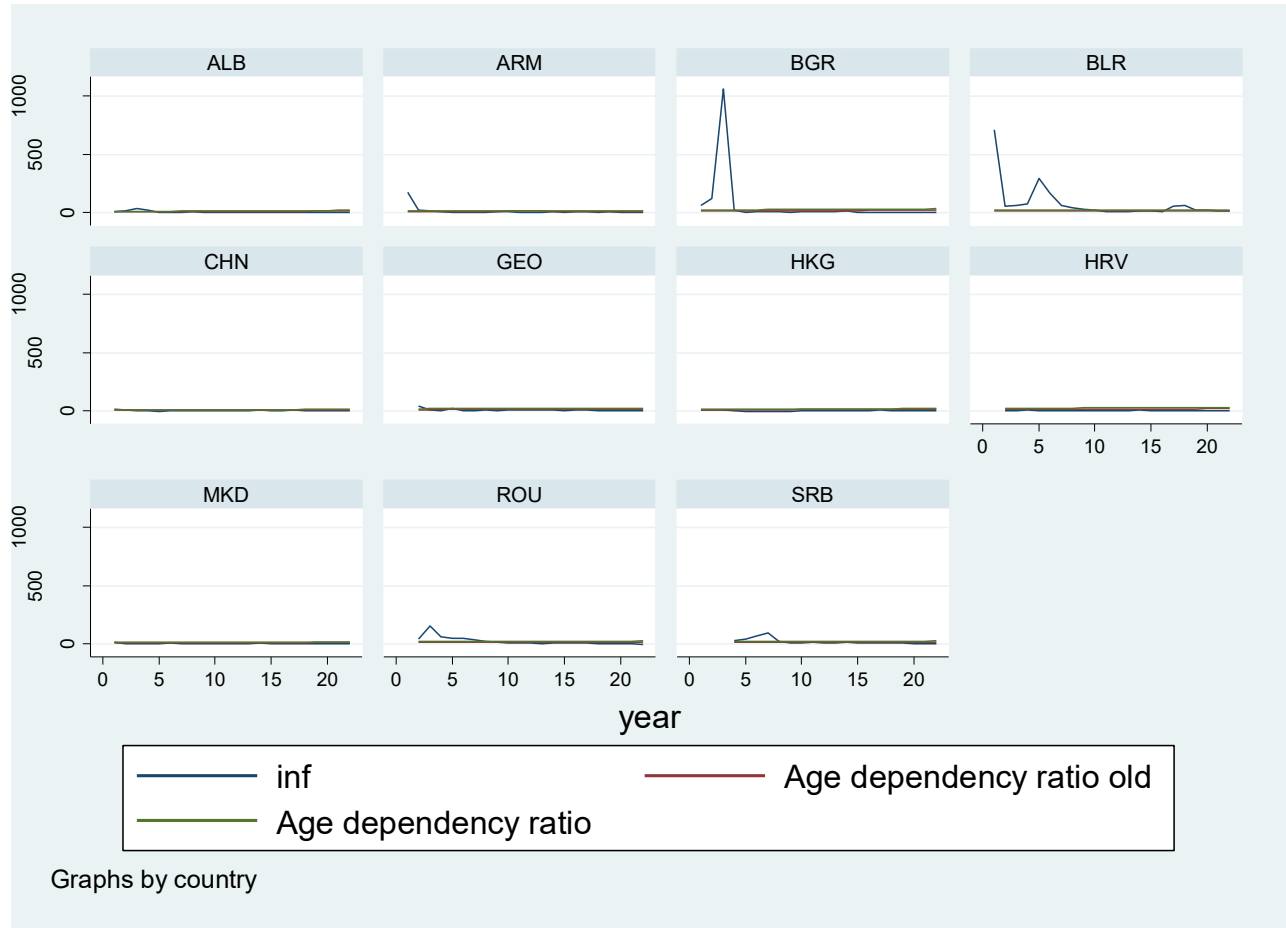 ALB ARM BGR BLR
1000
500
0
CHN GEO HKG HRV
1000
500
0
0 5 10 15 20
MKD ROU SRB
1000
500
0
0 5 10 15 20 0 5 10 15 20 0 5 10 15 20
year
inf Age dependency ratio old
Age dependency ratio
Graphs by country